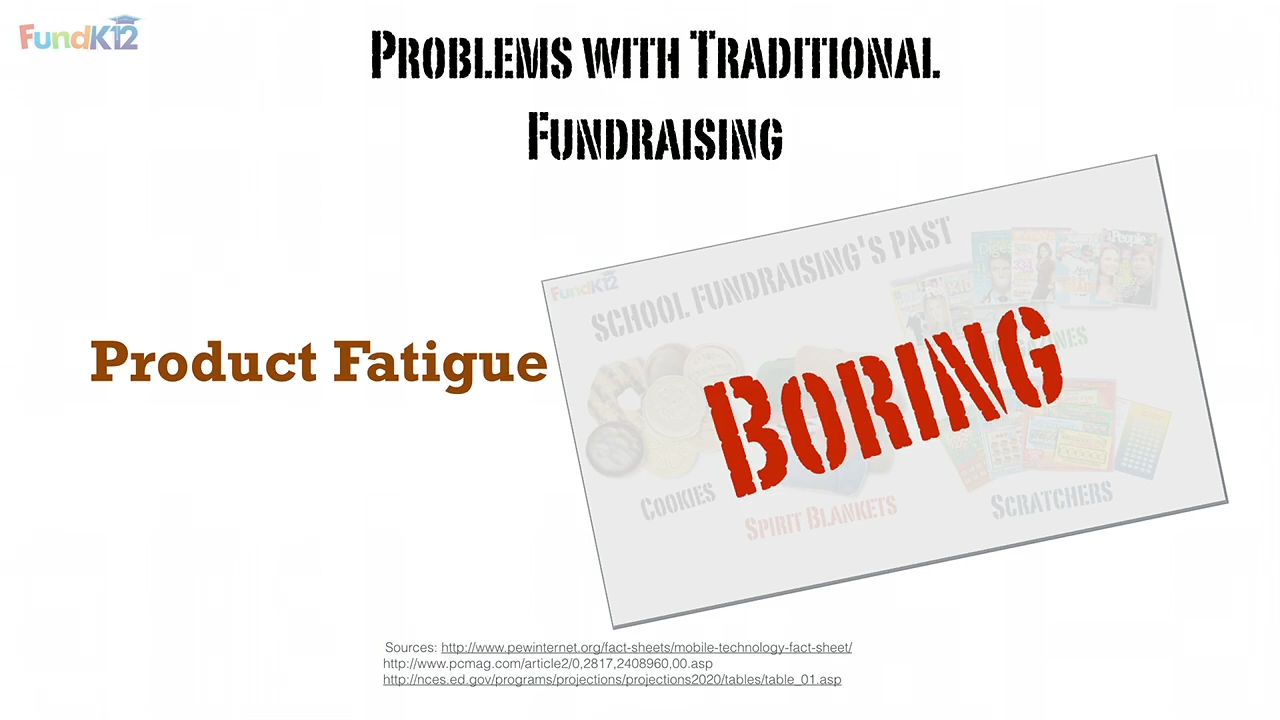 FundK12
PROBLEMS WITH TRADITIONAL
FUNDRAISING
Product Fatigue
FundK12
SCHOOL FUNDRAISING'S PAST
People
BORING
COOKIES
SPIRIT BLANKETS
SCRATCHERS
Sources: http://www.pewinternet.org/fact-sheets/mobile-technology-fact-sheet/
http://www.pcmag.com/article2/0,2817,2408960,00.asp
http://nces.ed.gov/programs/projections/projections2020/tables/table_01.asp